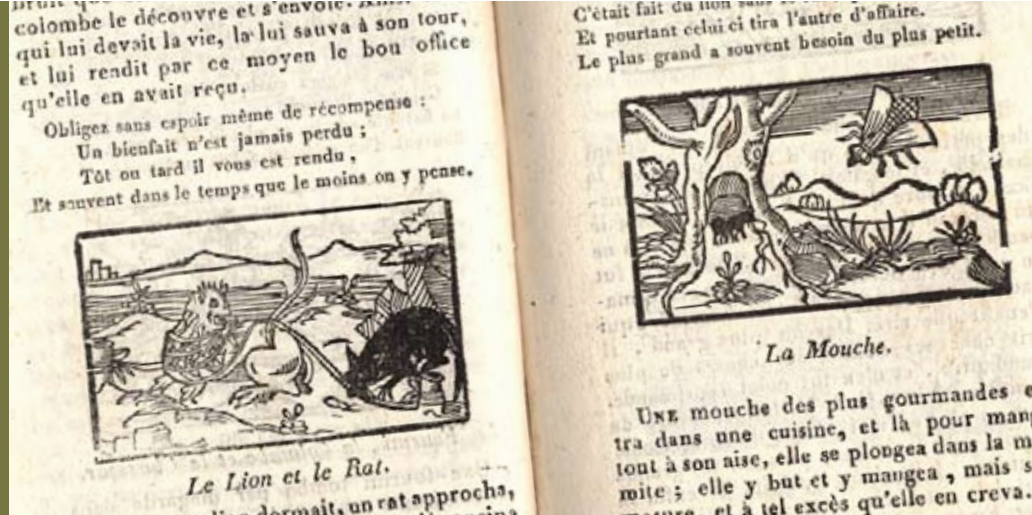 colombe le découvre et s'envole.
qui lui devait la vie, la lui sauva à son tour,
et lui rendit par ce moyen le bou office
qu'elle en avait reçu.
Obligez sans espoir même de récompense :
Un bienfait n'est jamais perdu ;
Tôt ou tard il vous est rendu,
Et souvent dans le temps que le moins on y pense.
Le Lion et le Rat.
dormait, un rat approcha,
C'était fait du lion sans
Et pourtant celui ci tira l'autre d'affaire.
Le plus grand a souvent besoin du plus petit.
La Mouche.
UNE mouche des plus gourmandes
tra dans une cuisine, et là pour man
tout à son aise, elle se plongea dans la m
mite ; elle y but et y mangea, mais s
et à tel excès qu'elle en creva.